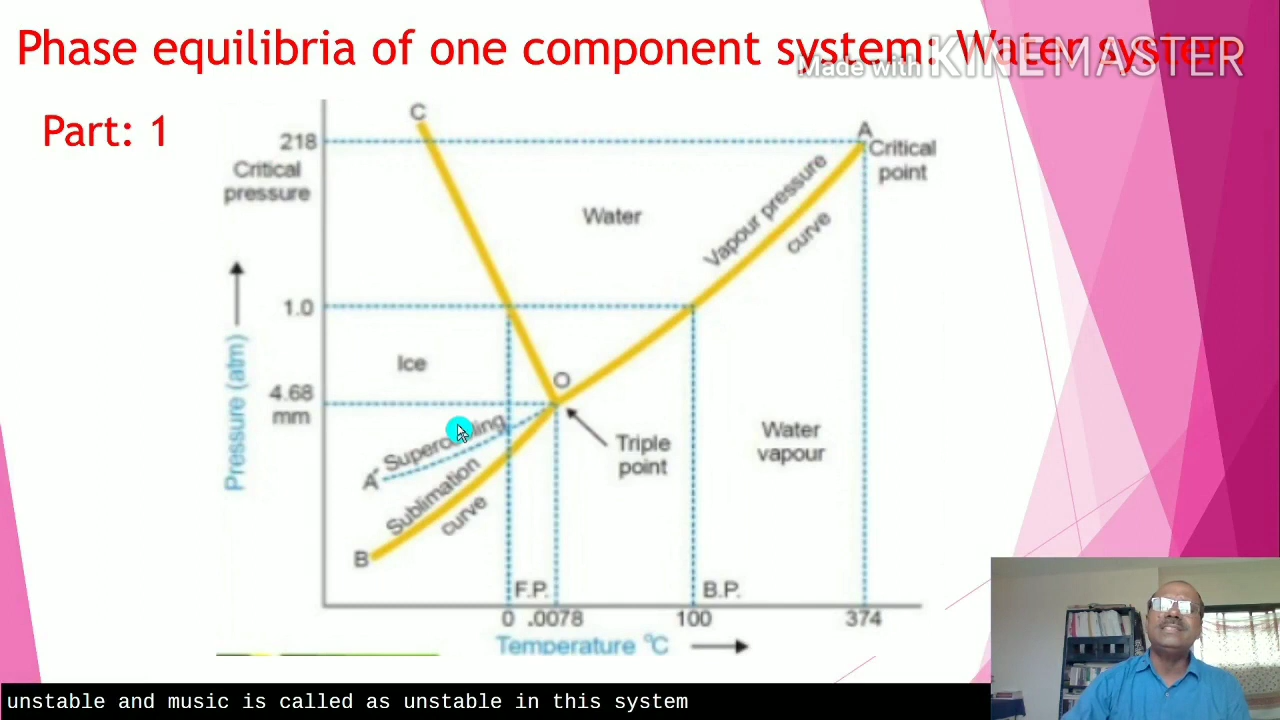 Phase equilibria of one component system: Water system
Made with KINEMASTER
Part: 1
C
218
A
Critical
point
Critical
pressure
Water
Vapour pressure
curve
1.0
Pressure (atm)
Ice
O
4.68
mm
Supercooling
A'
Triple
point
Water
vapour
Sublimation
curve
B
F.P.
B.P.
0 .0078 100 374
Temperature °C
unstable and music is called as unstable in this system